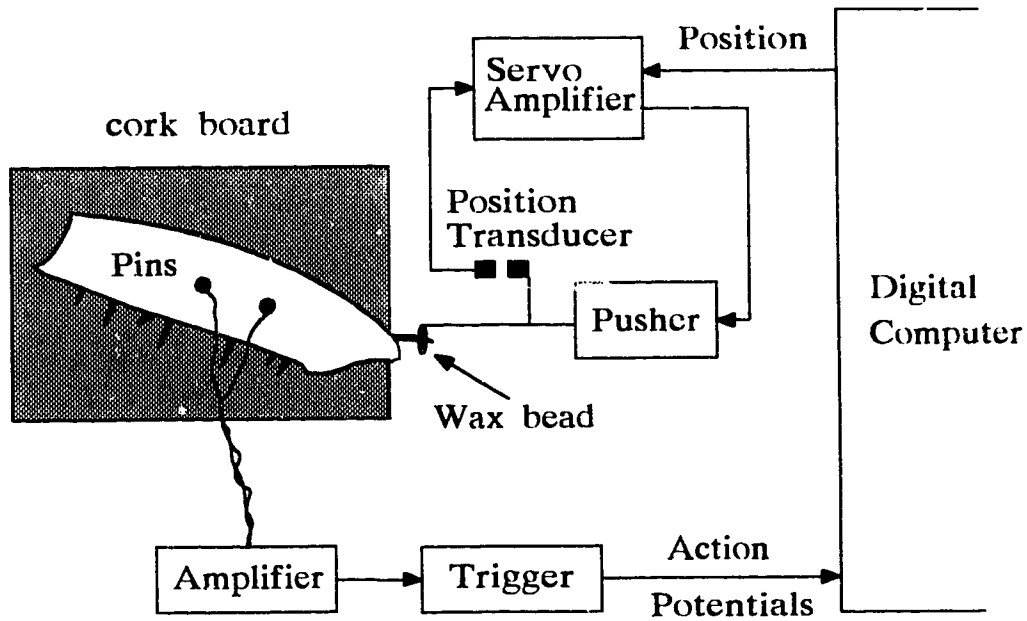 Position
Servo
Amplifier
cork board
Position
Transducer
Pins
Pusher
Digital
Computer
Wax bead
Amplifier
Trigger
Action
Potentials